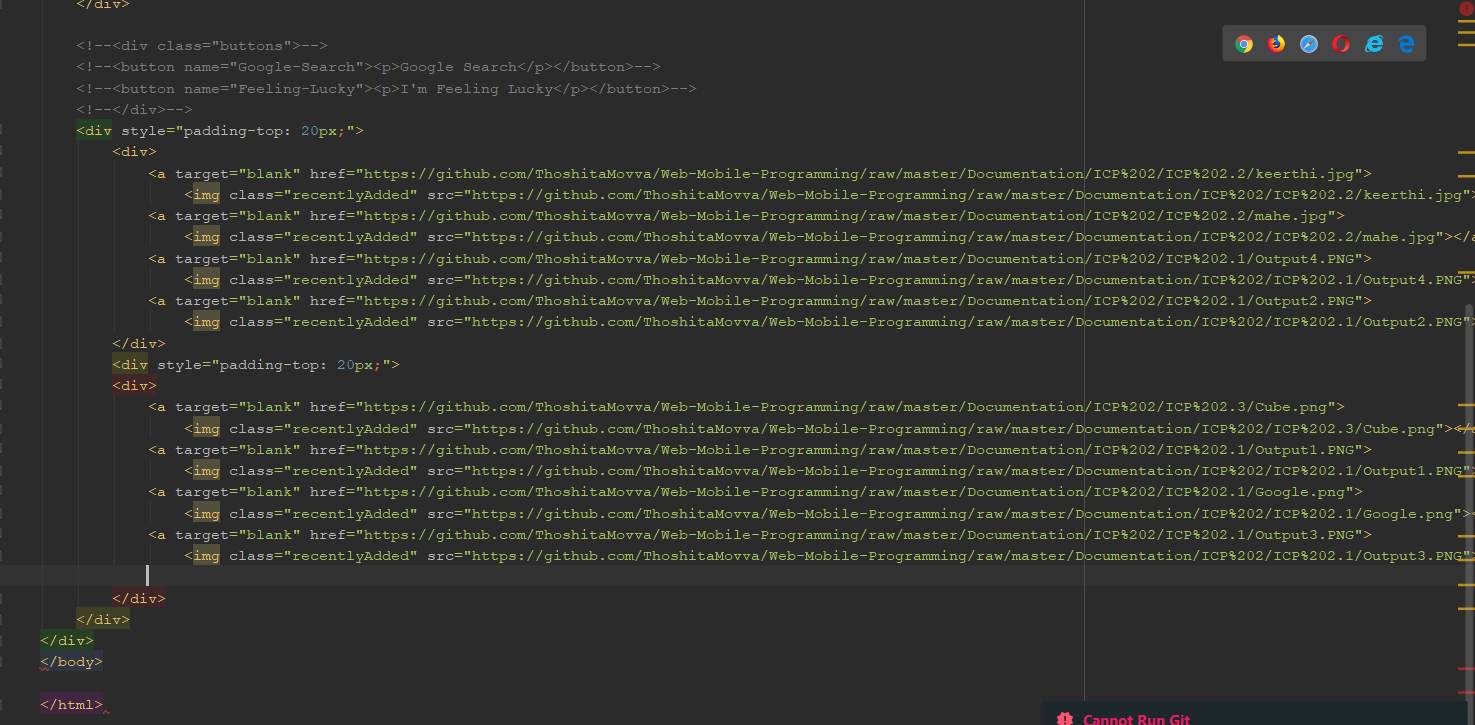 </div>
<!--<div class="buttons">-->
<!--<button name="Google-Search"><p>Google Search</p></button>-->
<!--<button name="Feeling-Lucky"><p>I'm Feeling Lucky</p></button>-->
<!--</div>-->
<div style="padding-top: 20px;">
<div>
<a target="blank" href="https://github.com/ThoshitaMovva/Web-Mobile-Programming/raw/master/Documentation/ICP%202/ICP%202.2/keerthi.jpg">
<img class="recentlyAdded" src="https://github.com/ThoshitaMovva/Web-Mobile-Programming/raw/master/Documentation/ICP%202/ICP%202.2/keerthi.jpg">
<a target="blank" href="https://github.com/ThoshitaMovva/Web-Mobile-Programming/raw/master/Documentation/ICP%202/ICP%202.2/mahe.jpg">
<img class="recentlyAdded" src="https://github.com/ThoshitaMovva/Web-Mobile-Programming/raw/master/Documentation/ICP%202/ICP%202.2/mahe.jpg"></a
<a target="blank" href="https://github.com/ThoshitaMovva/Web-Mobile-Programming/raw/master/Documentation/ICP%202/ICP%202.1/Output4.PNG">
<img class="recentlyAdded" src="https://github.com/ThoshitaMovva/Web-Mobile-Programming/raw/master/Documentation/ICP%202/ICP%202.1/Output4.PNG">
<a target="blank" href="https://github.com/ThoshitaMovva/Web-Mobile-Programming/raw/master/Documentation/ICP%202/ICP%202.1/Output2.PNG">
<img class="recentlyAdded" src="https://github.com/ThoshitaMovva/Web-Mobile-Programming/raw/master/Documentation/ICP%202/ICP%202.1/Output2.PNG">
</div>
<div style="padding-top: 20px;">
<div>
<a target="blank" href="https://github.com/ThoshitaMovva/Web-Mobile-Programming/raw/master/Documentation/ICP%202/ICP%202.3/Cube.png">
<img class="recentlyAdded" src="https://github.com/ThoshitaMovva/Web-Mobile-Programming/raw/master/Documentation/ICP%202/ICP%202.3/Cube.png"></a
<a target="blank" href="https://github.com/ThoshitaMovva/Web-Mobile-Programming/raw/master/Documentation/ICP%202/ICP%202.1/Output1.PNG">
<img class="recentlyAdded" src="https://github.com/ThoshitaMovva/Web-Mobile-Programming/raw/master/Documentation/ICP%202/ICP%202.1/Output1.PNG">
<a target="blank" href="https://github.com/ThoshitaMovva/Web-Mobile-Programming/raw/master/Documentation/ICP%202/ICP%202.1/Google.png">
<img class="recentlyAdded" src="https://github.com/ThoshitaMovva/Web-Mobile-Programming/raw/master/Documentation/ICP%202/ICP%202.1/Google.png"><
<a target="blank" href="https://github.com/ThoshitaMovva/Web-Mobile-Programming/raw/master/Documentation/ICP%202/ICP%202.1/Output3.PNG">
<img class="recentlyAdded" src="https://github.com/ThoshitaMovva/Web-Mobile-Programming/raw/master/Documentation/ICP%202/ICP%202.1/Output3.PNG">
</div>
</div>
</div>
</body>
</html>
Cannot Run Git